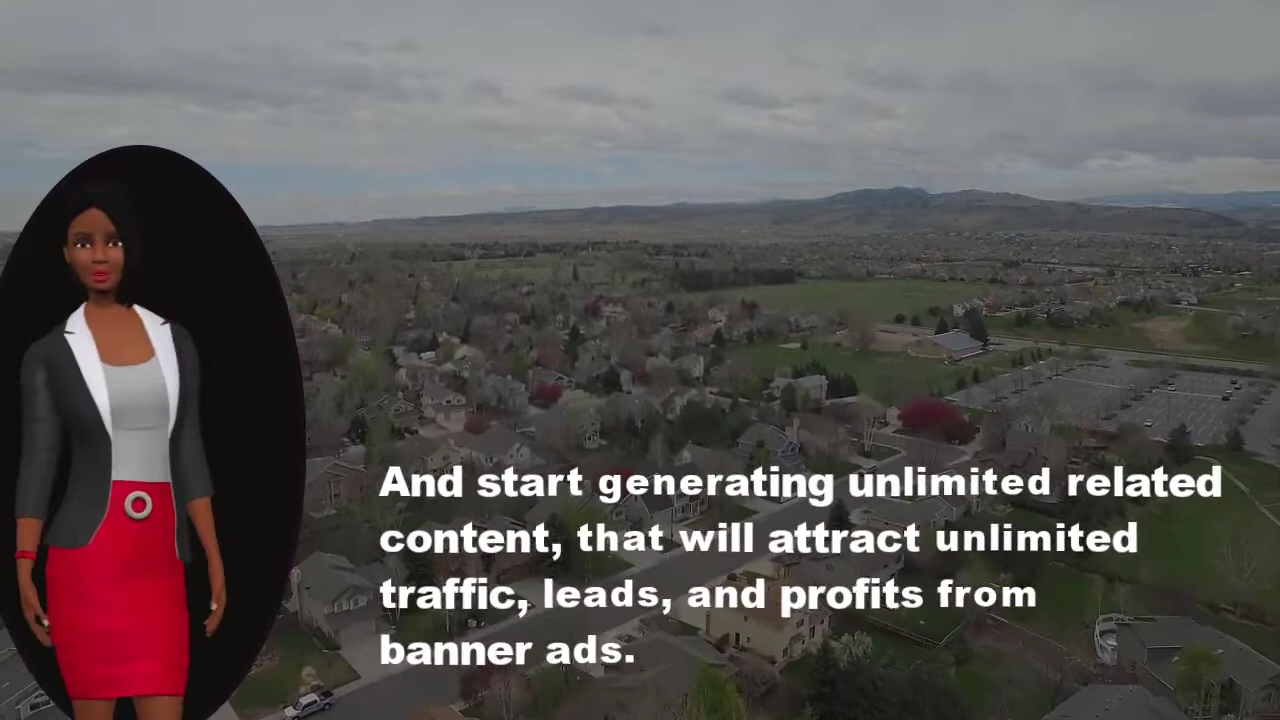 And start generating unlimited related
content, that will attract unlimited
traffic, leads, and profits from
banner ads.